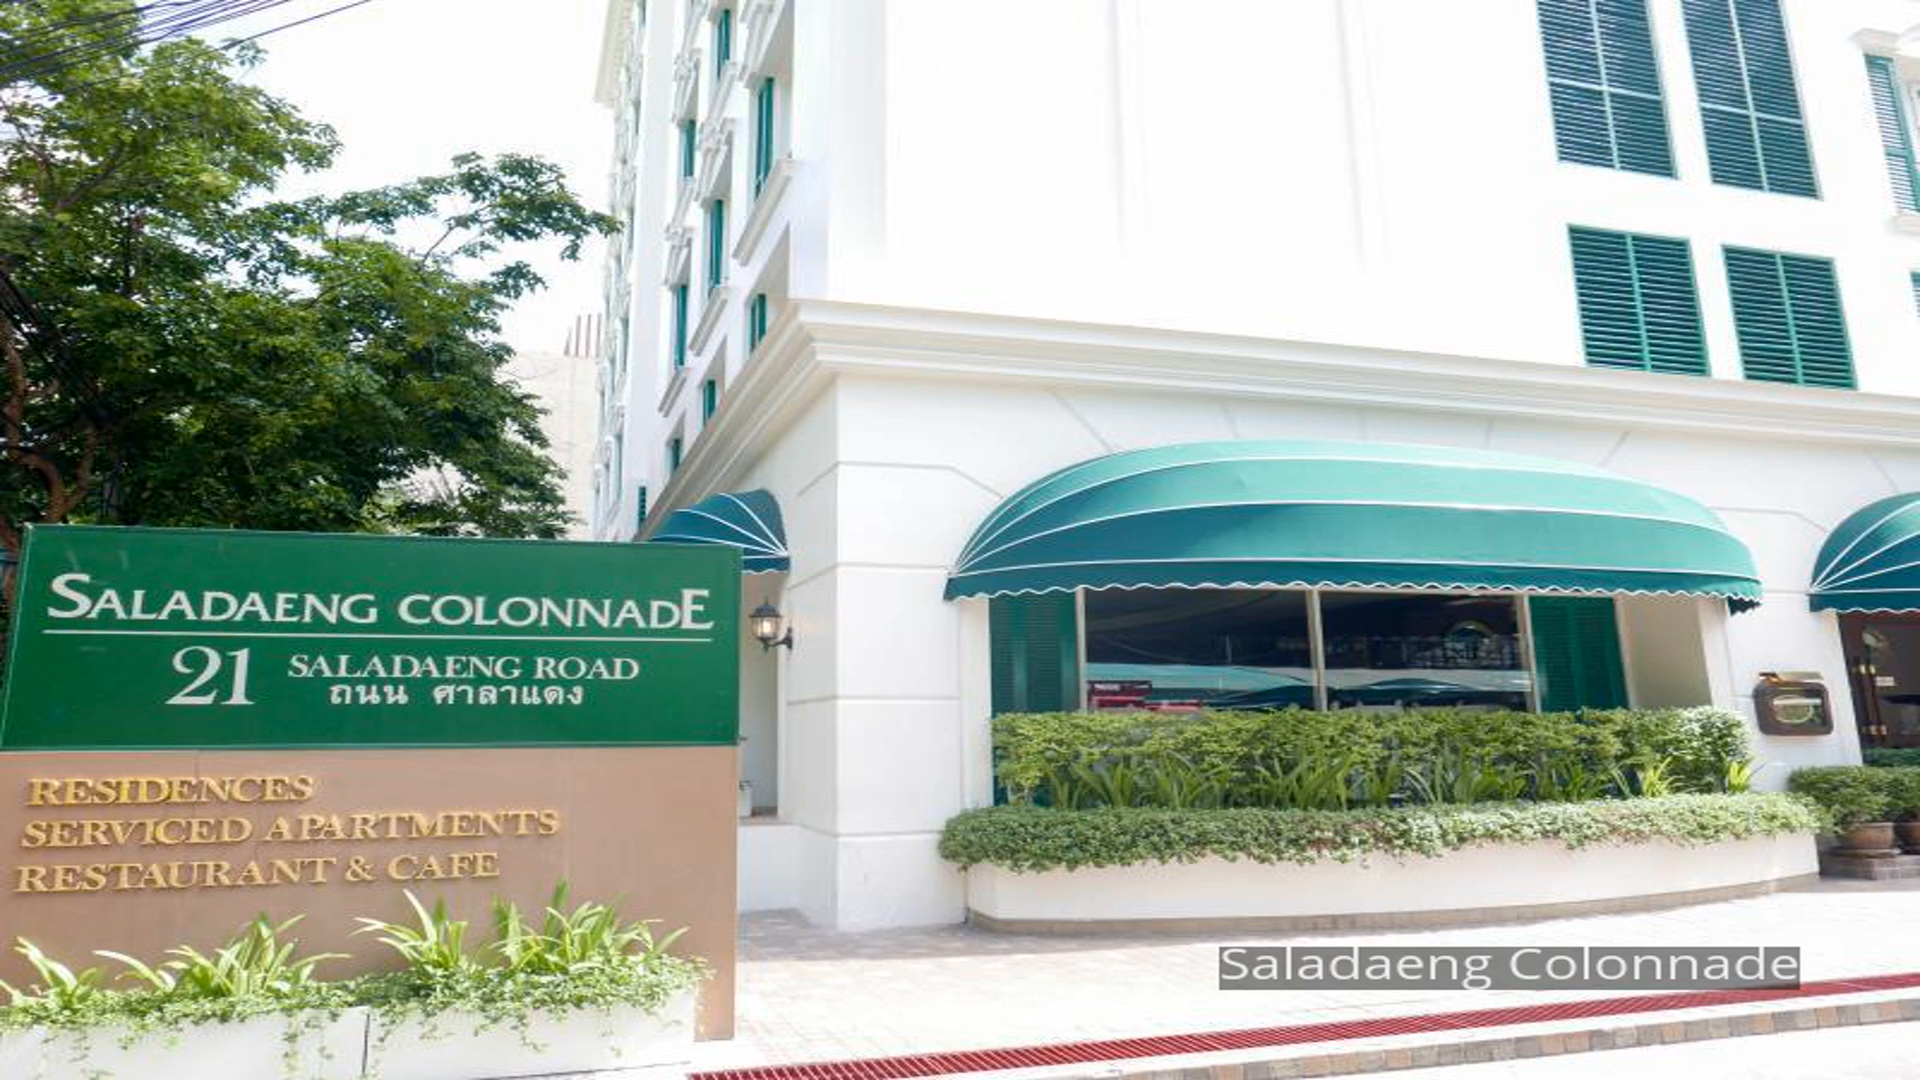 SALADAENG COLONNADE
21 SALADAENG ROAD
ถนน ศาลาแดง
RESIDENCES
SERVICED APARTMENTS
RESTAURANT & CAFE
Saladaeng Colonnade